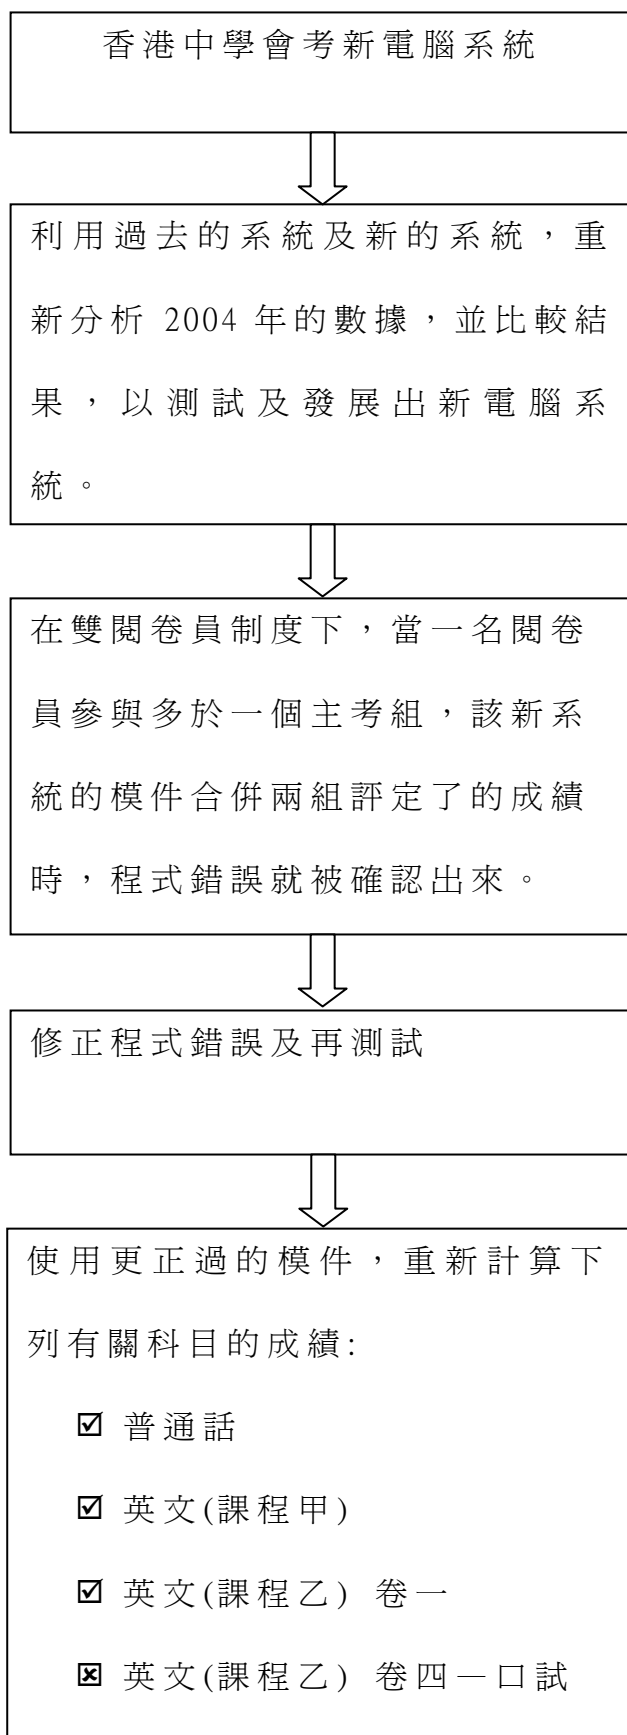 香港中學會考新電腦系統
利用過去的系統及新的系統，重
新分析 2004 年的數據，並比較結
果，以測試及發展出新電腦系
統。
在雙閱卷員制度下，當一名閱卷
員參與多於一個主考組，該新系
統的模件合併兩組評定了的成績
時，程式錯誤就被確認出來。
修正程式錯誤及再測試
使用更正過的模件，重新計算下
列有關科目的成績:
☑ 普通話
☑ 英文(課程甲)
☑ 英文(課程乙) 卷一
☒ 英文(課程乙) 卷四—口試